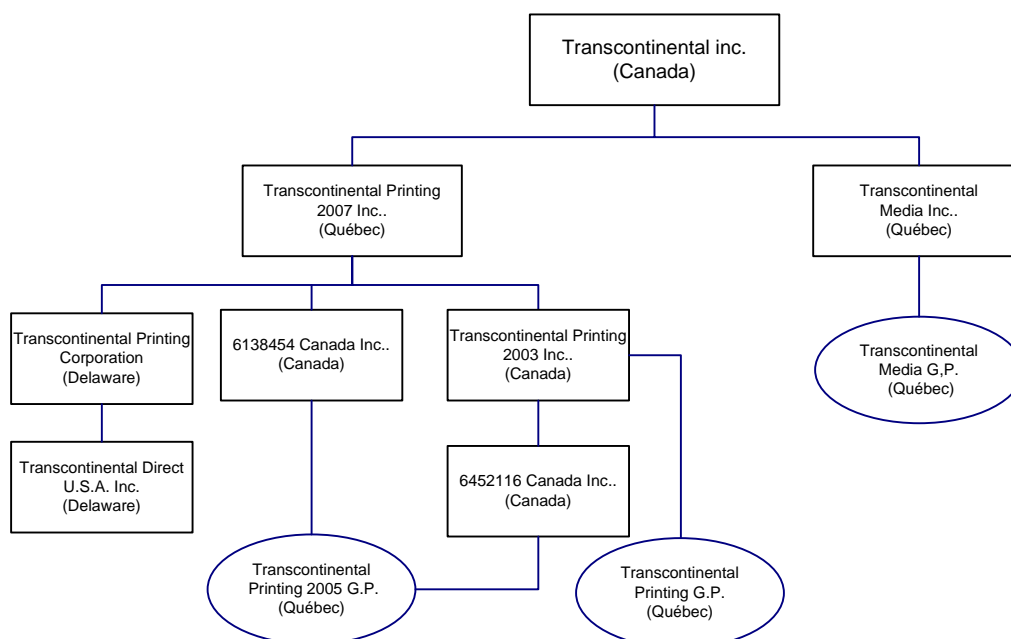 Transcontinental inc.
(Canada)
Transcontinental Printing
2007 Inc..
(Québec)
Transcontinental
Media Inc..
(Québec)
Transcontinental Printing
Corporation
(Delaware)
6138454 Canada Inc..
(Canada)
Transcontinental Printing
2003 Inc..
(Canada)
Transcontinental
Media G,P.
(Québec)
Transcontinental Direct
U.S.A. Inc.
(Delaware)
6452116 Canada Inc..
(Canada)
Transcontinental
Printing 2005 G.P.
(Québec)
Transcontinental
Printing G.P.
(Québec)